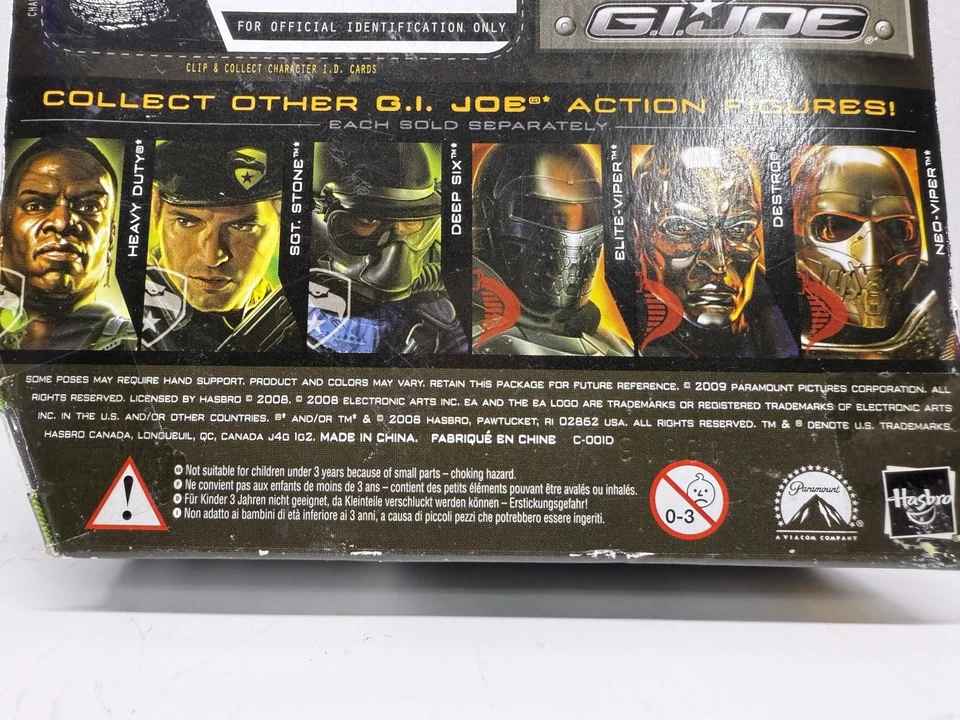 FOR OFFICIAL IDENTIFICATION ONLY
G.I. JOE
CLIP & COLLECT CHARACTER I.D. CARDS
COLLECT OTHER G.I. JOE®* ACTION FIGURES!
EACH SOLD SEPARATELY
HEAVY DUTY®*
SGT. STONE™*
DEEP SIX™*
ELITE-VIPER™*
DESTRO®*
NEO-VIPER™*
SOME POSES MAY REQUIRE HAND SUPPORT. PRODUCT AND COLORS MAY VARY. RETAIN THIS PACKAGE FOR FUTURE REFERENCE. © 2009 PARAMOUNT PICTURES CORPORATION. ALL
RIGHTS RESERVED. LICENSED BY HASBRO © 2008. © 2008 ELECTRONIC ARTS INC. EA AND THE EA LOGO ARE TRADEMARKS OR REGISTERED TRADEMARKS OF ELECTRONIC ARTS
INC. IN THE U.S. AND/OR OTHER COUNTRIES. ®* AND/OR TM* & © 2008 HASBRO, PAWTUCKET, RI 02862 USA. ALL RIGHTS RESERVED. TM & ® DENOTE U.S. TRADEMARKS.
HASBRO CANADA, LONGUEUIL, QC, CANADA J4G 1G2. MADE IN CHINA. FABRIQUÉ EN CHINE C-001D
Not suitable for children under 3 years because of small parts – choking hazard.
Ne convient pas aux enfants de moins de 3 ans – contient des petits éléments pouvant être avalés ou inhalés.
Für Kinder 3 Jahren nicht geeignet, da Kleinteile verschluckt werden können – Erstickungsgefahr!
Non adatto ai bambini di età inferiore ai 3 anni, a causa di piccoli pezzi che potrebbero essere ingeriti.
0-3
Paramount
A VIACOM COMPANY
Hasbro